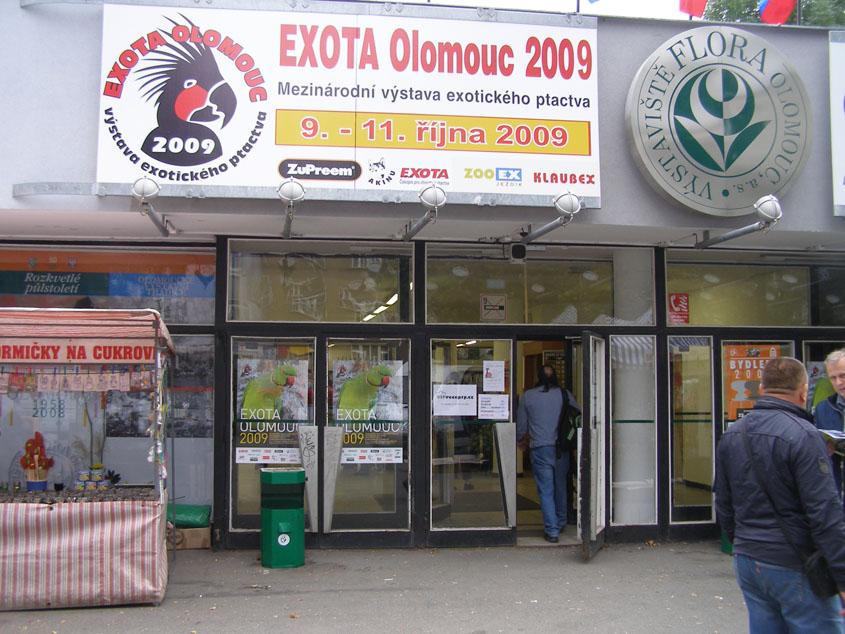 EXOTA OLOMOUC
2009
výstava exotického ptactva
EXOTA Olomouc 2009
Mezinárodní výstava exotického ptactva
9. - 11. října 2009
ZuPreem
AKINU
EXOTA
ZOO EX
JEZDÍK
KLAUBEX
VÝSTAVIŠTĚ FLORA OLOMOUC, a.s.
Rozkvetlé
půlstoletí
1958
2008
ORMIČKY NA CUKROVÍ
EXOTA
OLOMOUC
2009
EXOTA
OLOMOUC
2009
BYDLE